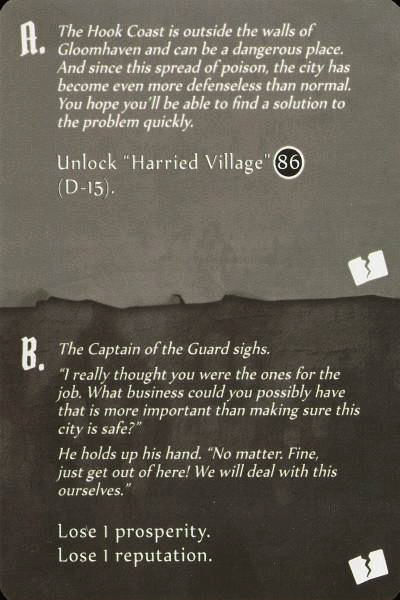 A. The Hook Coast is outside the walls of
Gloomhaven and can be a dangerous place.
And since this spread of poison, the city has
become even more defenseless than normal.
You hope you'll be able to find a solution to
the problem quickly.
Unlock "Harried Village" 86
(D-15).
B. The Captain of the Guard sighs.
"I really thought you were the ones for the
job. What business could you possibly have
that is more important than making sure this
city is safe?"
He holds up his hand. "No matter. Fine,
just get out of here! We will deal with this
ourselves."
Lose 1 prosperity.
Lose 1 reputation.